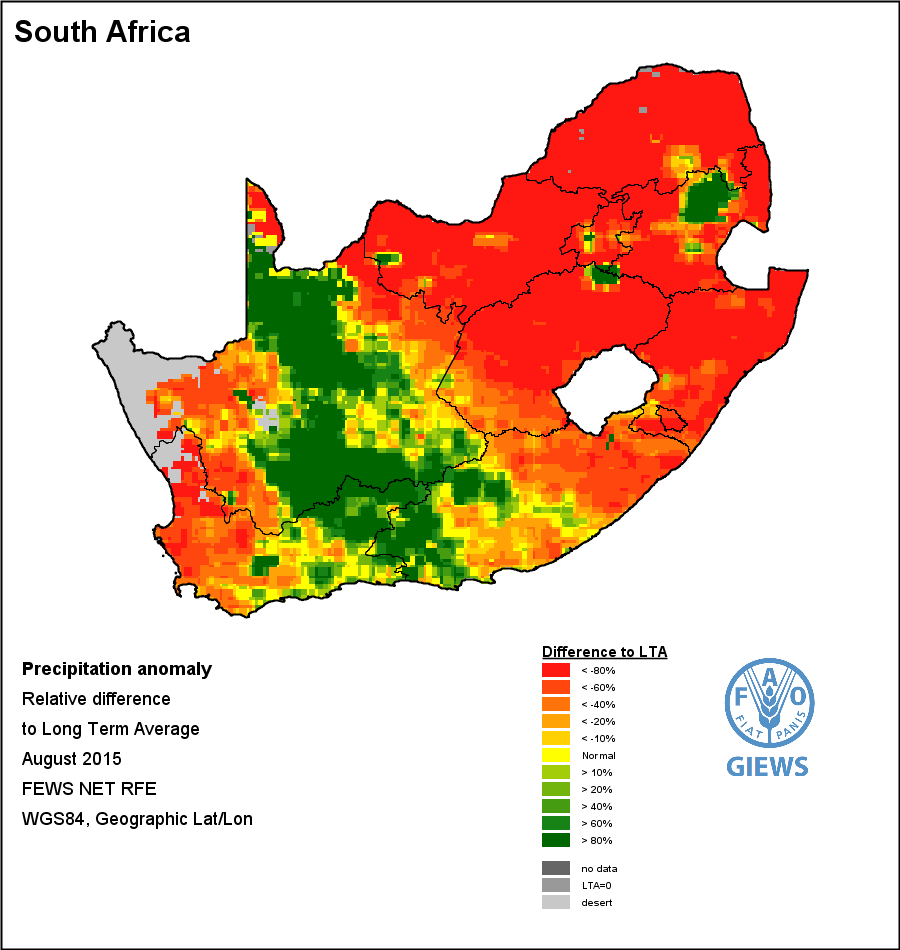 South Africa
Precipitation anomaly
Relative difference
to Long Term Average
August 2015
FEWS NET RFE
WGS84, Geographic Lat/Lon
Difference to LTA
< -80%
< -60%
< -40%
< -20%
< -10%
Normal
> 10%
> 20%
> 40%
> 60%
> 80%
no data
LTA=0
desert
F A O
FIAT PANIS
GIEWS